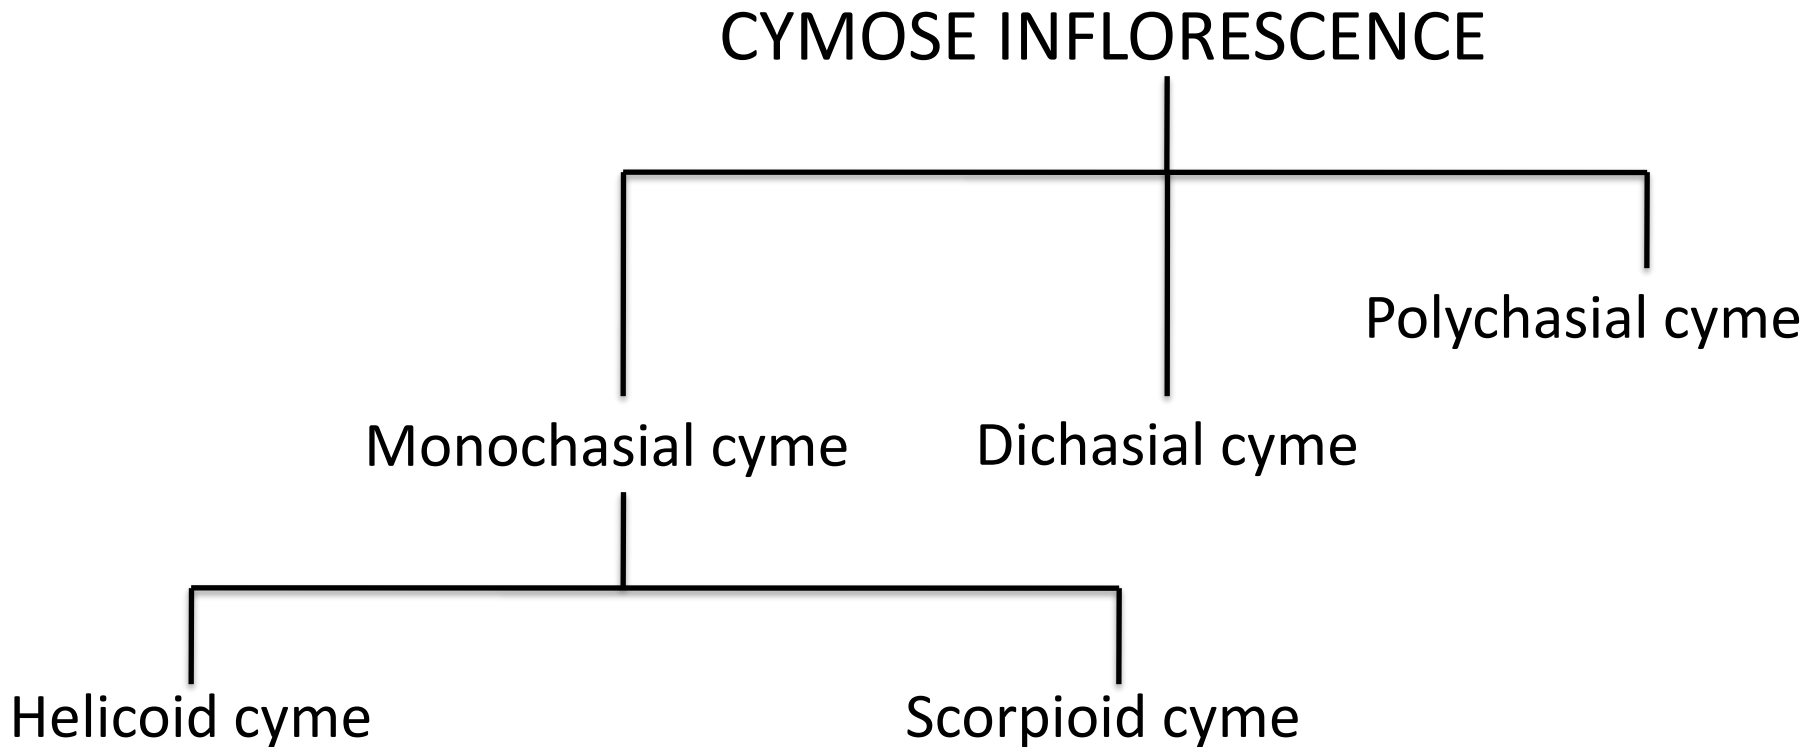 CYMOSE INFLORESCENCE
Polychasial cyme
Monochasial cyme
Dichasial cyme
Helicoid cyme
Scorpioid cyme